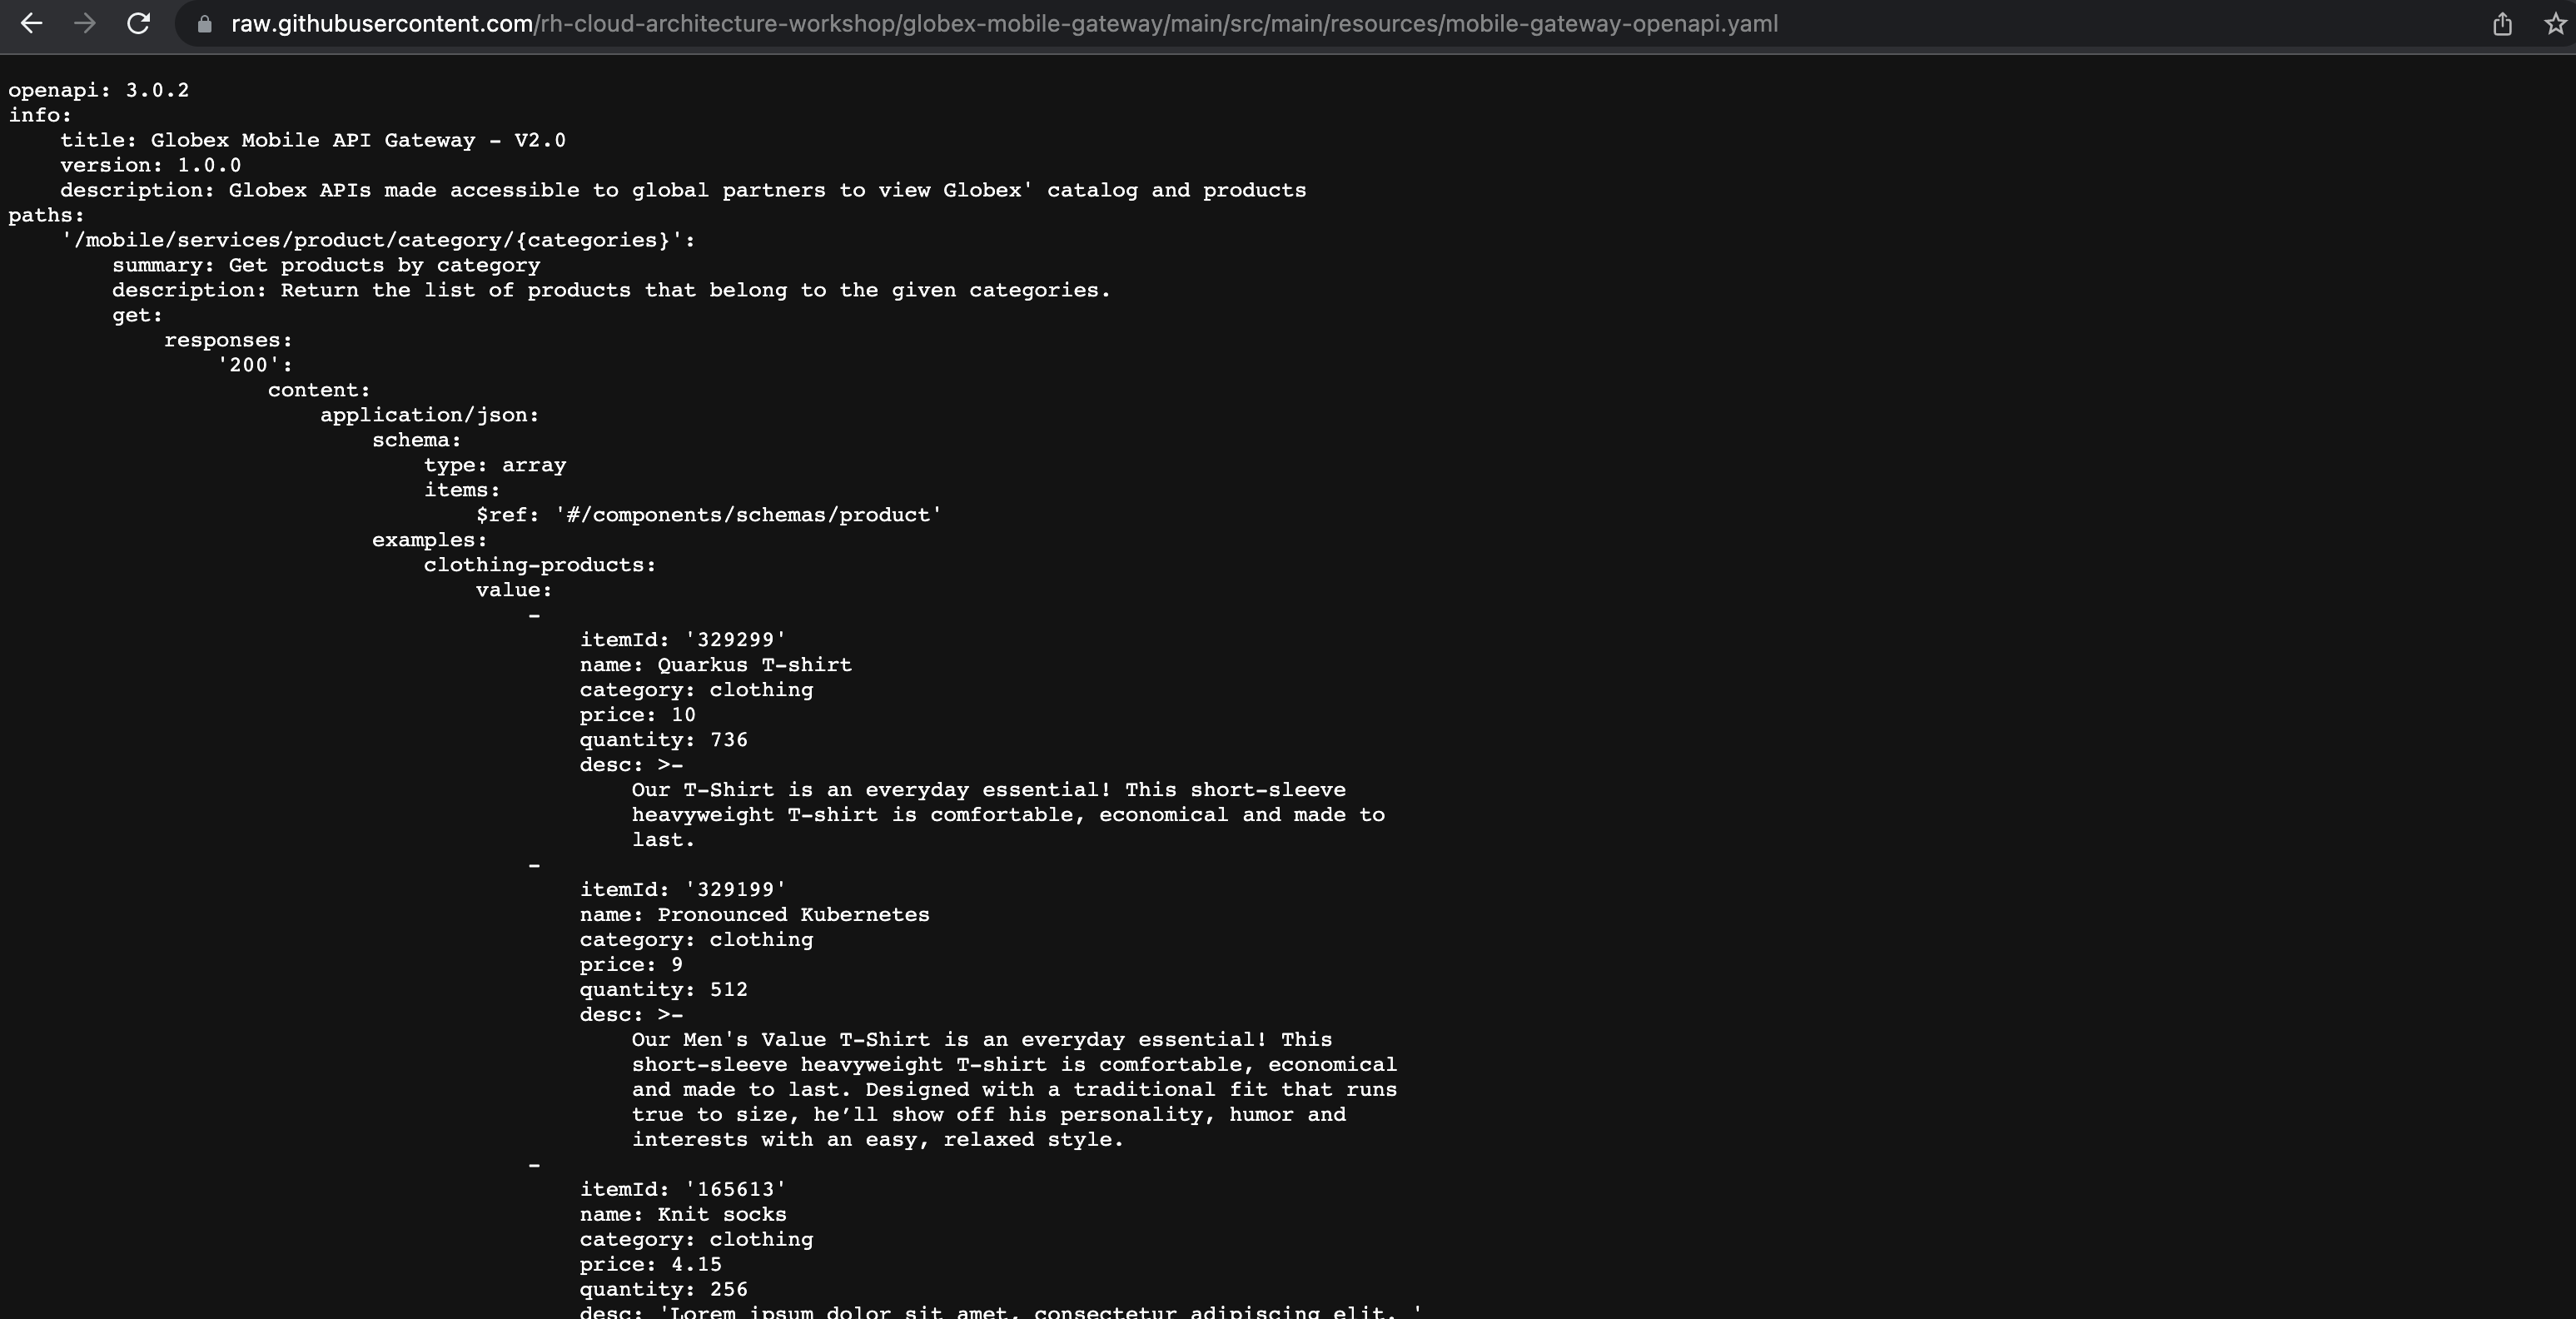 raw.githubusercontent.com/rh-cloud-architecture-workshop/globex-mobile-gateway/main/src/main/resources/mobile-gateway-openapi.yaml
openapi: 3.0.2
info:
    title: Globex Mobile API Gateway - V2.0
    version: 1.0.0
    description: Globex APIs made accessible to global partners to view Globex' catalog and products
paths:
    '/mobile/services/product/category/{categories}':
        summary: Get products by category
        description: Return the list of products that belong to the given categories.
        get:
            responses:
                '200':
                    content:
                        application/json:
                            schema:
                                type: array
                                items:
                                    $ref: '#/components/schemas/product'
                            examples:
                                clothing-products:
                                    value:
                                        -
                                            itemId: '329299'
                                            name: Quarkus T-shirt
                                            category: clothing
                                            price: 10
                                            quantity: 736
                                            desc: >-
                                                Our T-Shirt is an everyday essential! This short-sleeve
                                                heavyweight T-shirt is comfortable, economical and made to
                                                last.
                                        -
                                            itemId: '329199'
                                            name: Pronounced Kubernetes
                                            category: clothing
                                            price: 9
                                            quantity: 512
                                            desc: >-
                                                Our Men's Value T-Shirt is an everyday essential! This
                                                short-sleeve heavyweight T-shirt is comfortable, economical
                                                and made to last. Designed with a traditional fit that runs
                                                true to size, he’ll show off his personality, humor and
                                                interests with an easy, relaxed style.
                                        -
                                            itemId: '165613'
                                            name: Knit socks
                                            category: clothing
                                            price: 4.15
                                            quantity: 256
                                            desc: 'Lorem ipsum dolor sit amet, consectetur adipiscing elit. '